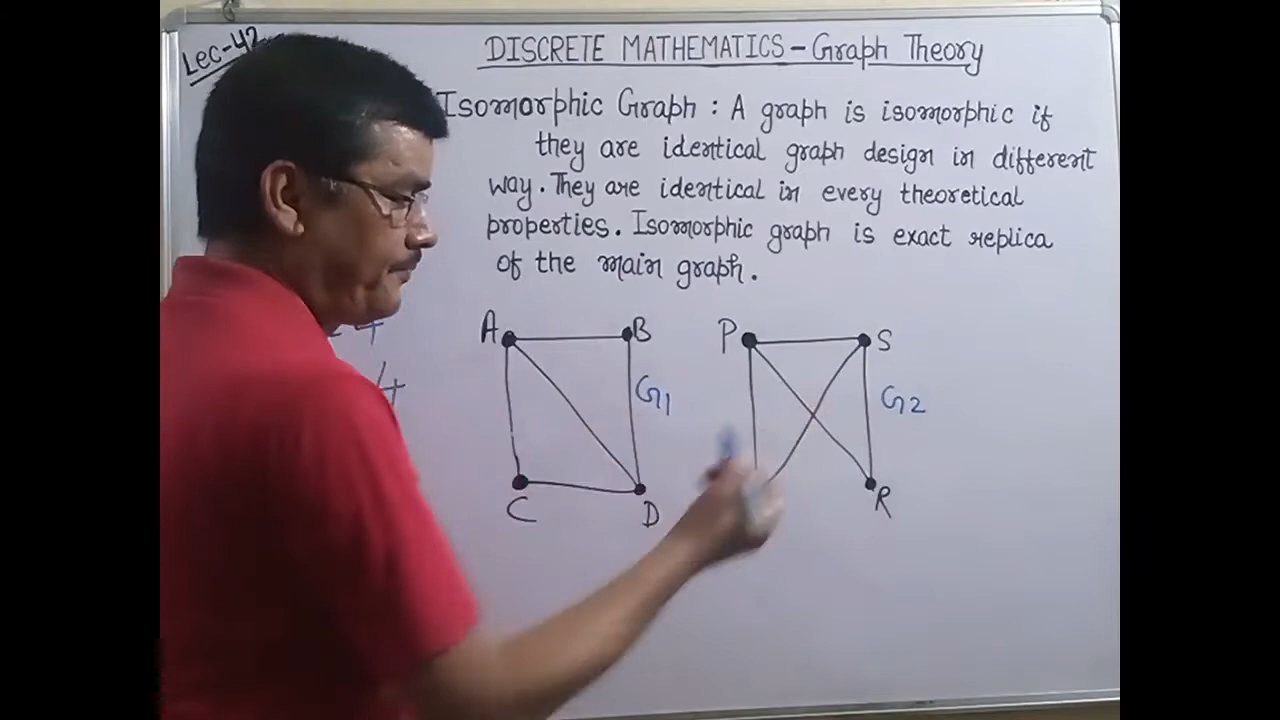 Lec-42
DISCRETE MATHEMATICS - Graph Theory
Isomorphic Graph : A graph is isomorphic if
they are identical graph design in different
way. They are identical in every theoretical
properties. Isomorphic graph is exact replica
of the main graph.
A B P S
G1 G2
C D R
4
4